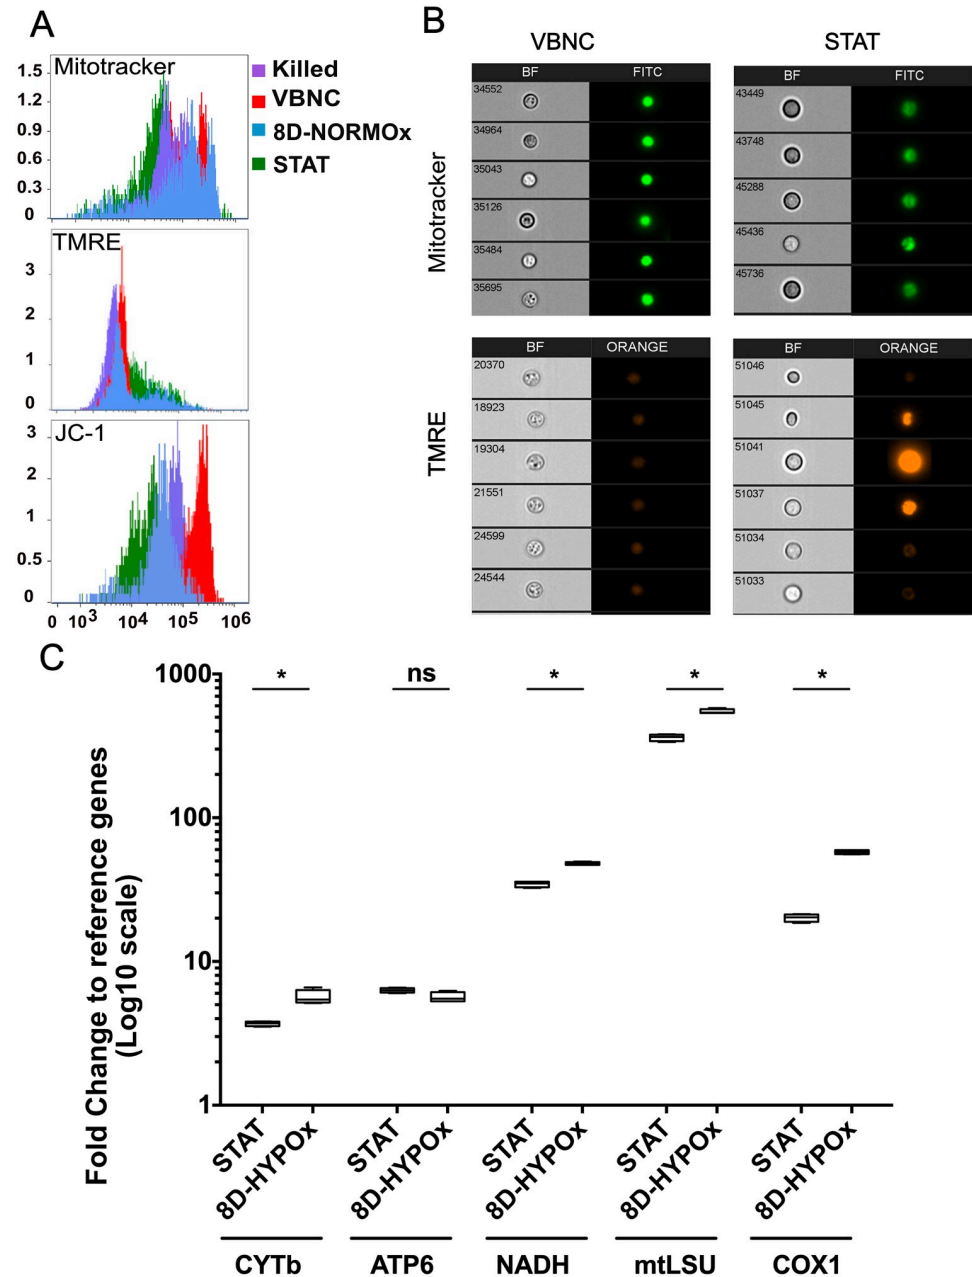 A
Mitotracker
1.5
1.2
0.9
0.6
0.3
0
Killed
VBNC
8D-NORMOx
STAT
TMRE
3
2
1
0
JC-1
3
2
1
0.5
0
0 10³ 10⁴ 10⁵ 10⁶
B
VBNC
STAT
Mitotracker
BF FITC
34552
34964
35043
35126
35484
35695
BF FITC
43449
43748
45288
45436
45736
TMRE
BF ORANGE
20370
18923
19304
21551
24599
24544
BF ORANGE
51046
51045
51041
51037
51034
51033
C
Fold Change to reference genes
(Log10 scale)
1000
100
10
1
* ns * * *
STAT 8D-HYPOx STAT 8D-HYPOx STAT 8D-HYPOx STAT 8D-HYPOx STAT 8D-HYPOx
CYTb ATP6 NADH mtLSU COX1